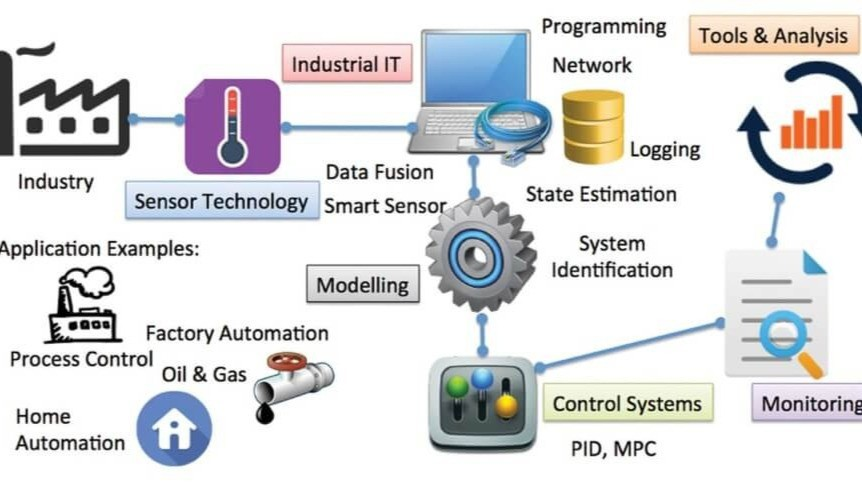 Programming
Tools & Analysis
Industrial IT
Network
Logging
Industry
Data Fusion
Sensor Technology
Smart Sensor
State Estimation
Application Examples:
System
Identification
Modelling
Factory Automation
Process Control
Oil & Gas
Home
Automation
Control Systems
Monitoring
PID, MPC